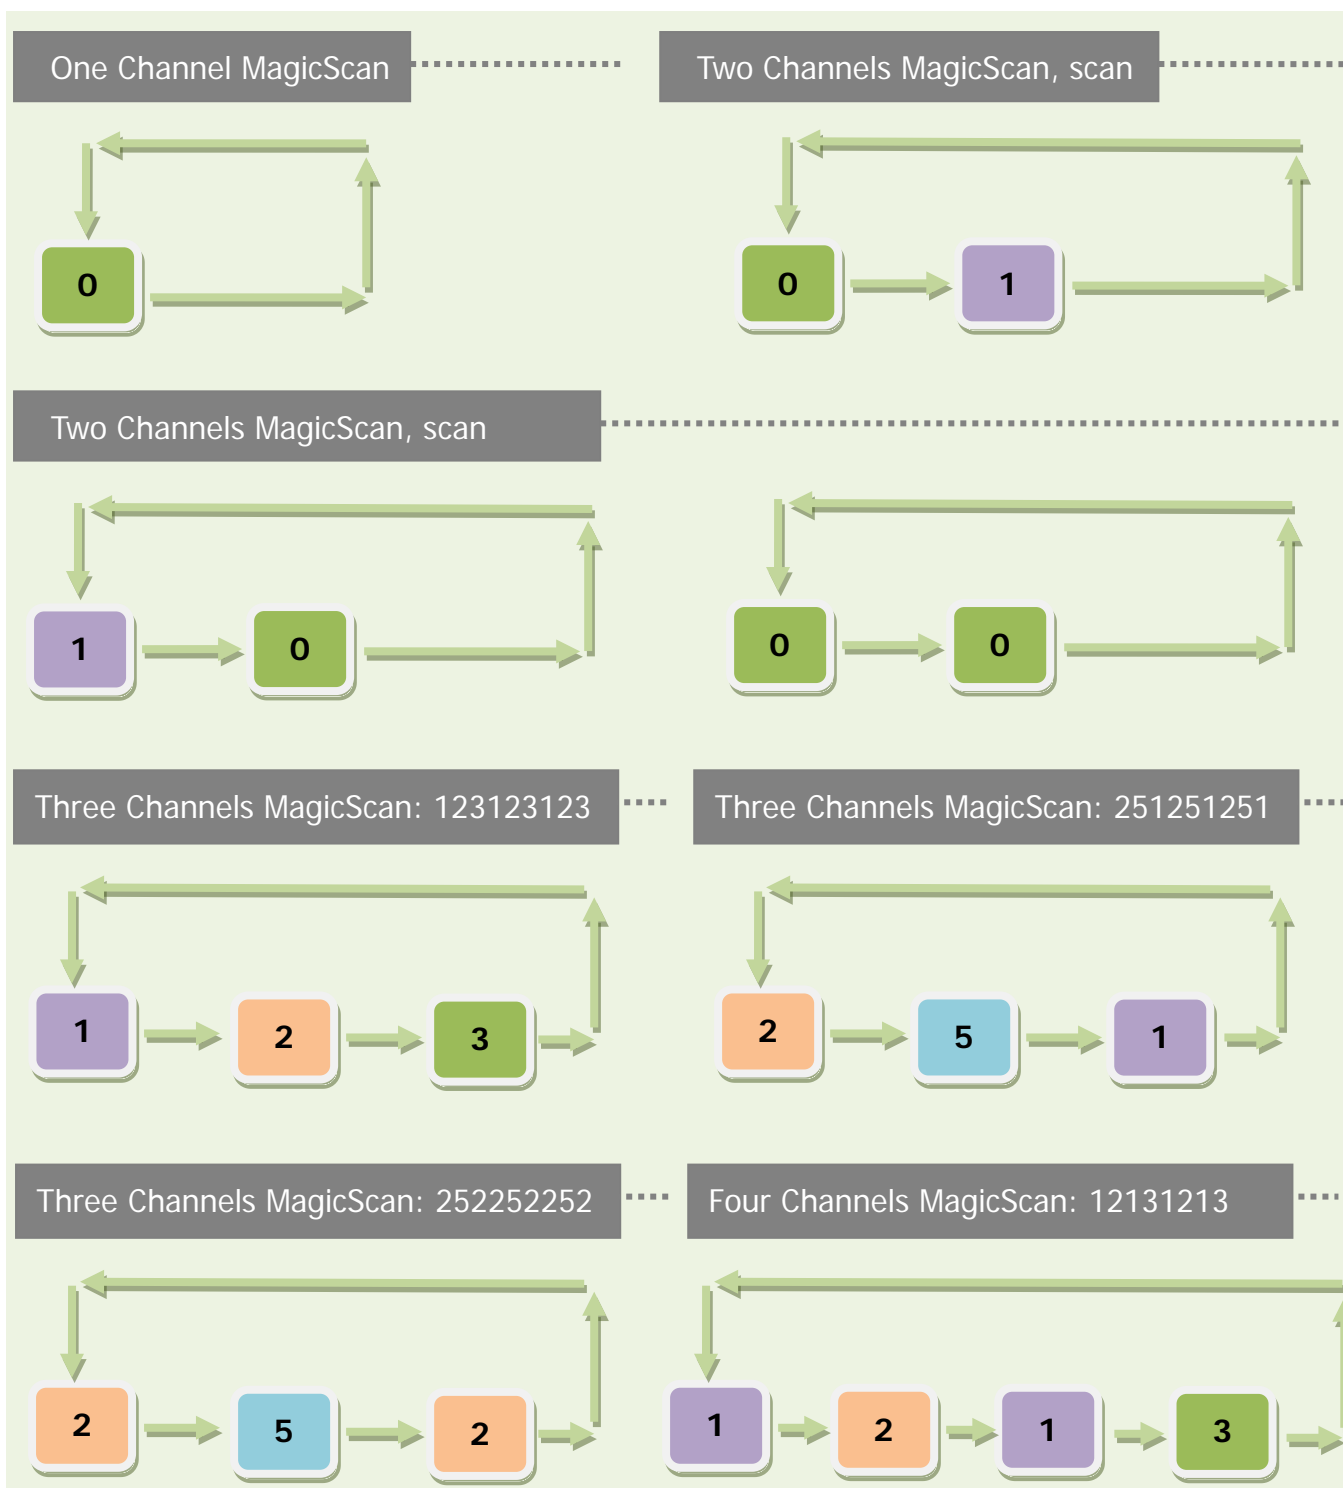 One Channel MagicScan
Two Channels MagicScan, scan
0
0 1
Two Channels MagicScan, scan
1 0
0 0
Three Channels MagicScan: 123123123
Three Channels MagicScan: 251251251
1 2 3
2 5 1
Three Channels MagicScan: 252252252
Four Channels MagicScan: 12131213
2 5 2
1 2 1 3